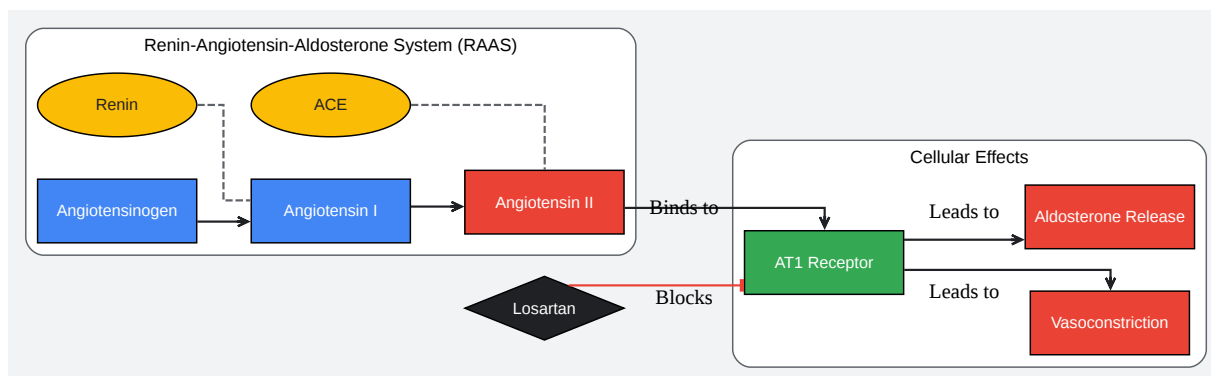 Renin-Angiotensin-Aldosterone System (RAAS)
Renin
ACE
Angiotensinogen
Angiotensin I
Angiotensin II
Binds to
Cellular Effects
AT1 Receptor
Leads to
Aldosterone Release
Leads to
Vasoconstriction
Losartan
Blocks